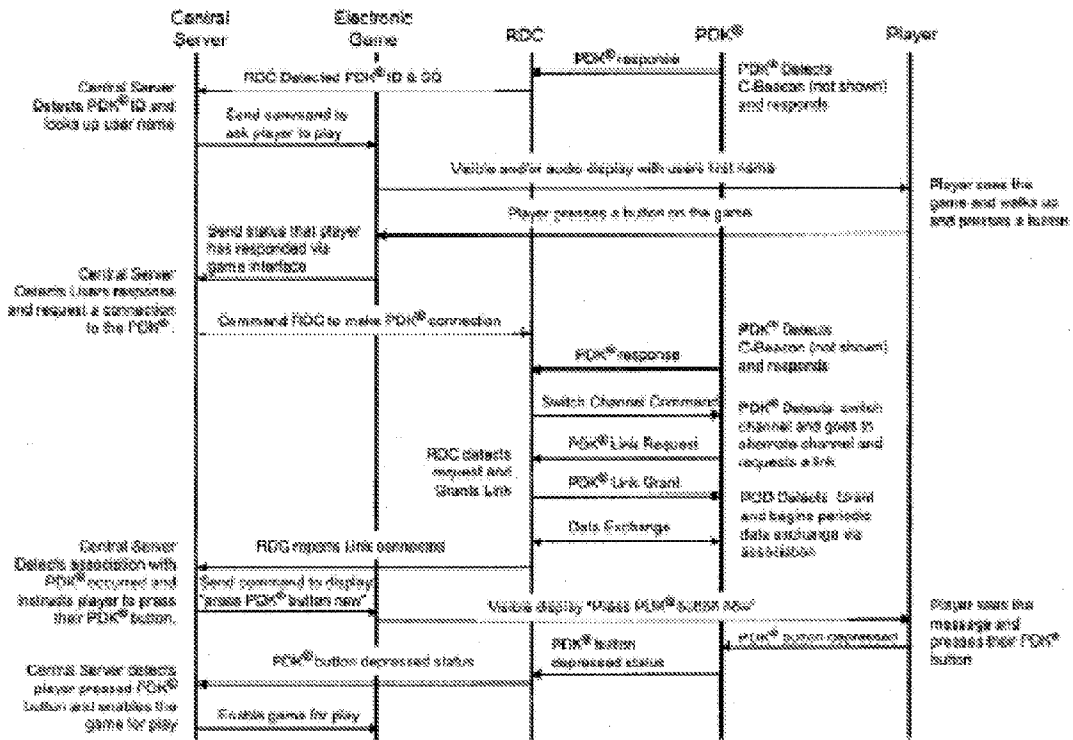 Central
Server
Electronic
Game
RDC
PDK®
Player
PDK® response
RDC Detected PDK® ID & SQ
PDK® Detects
C-Beacon (not shown)
and responds
Central Server
Detects PDK® ID and
looks up user name
Send command to
ask player to play
Visible and/or audio display with users first name
Player sees the
game and walks up
and presses a button
Player presses a button on the game
Send status that player
has responded via
game interface
Central Server
Detects Users response
and request a connection
to the PDK®.
Command RDC to make PDK® connection
PDK® Detects
C-Beacon (not shown)
and responds
PDK® response
Switch Channel Command
PDK® Detects switch
channel and goes to
alternate channel and
requests a link
PDK® Link Request
RDC detects
request and
Grants Link
PDK® Link Grant
Data Exchange
Detects Grant
and begins periodic
data exchange via
association
RDC reports Link connected
Central Server
Detects association with
PDK® occurred and
instructs player to press
their PDK® button.
Send command to display
"press PDK® button now"
Visible display "Press PDK® button now"
Player sees the
message and
presses their PDK®
button
PDK® button depressed
PDK® button
depressed status
PDK® button depressed status
Central Server detects
player pressed PDK®
button and enables the
game for play
Enable game for play